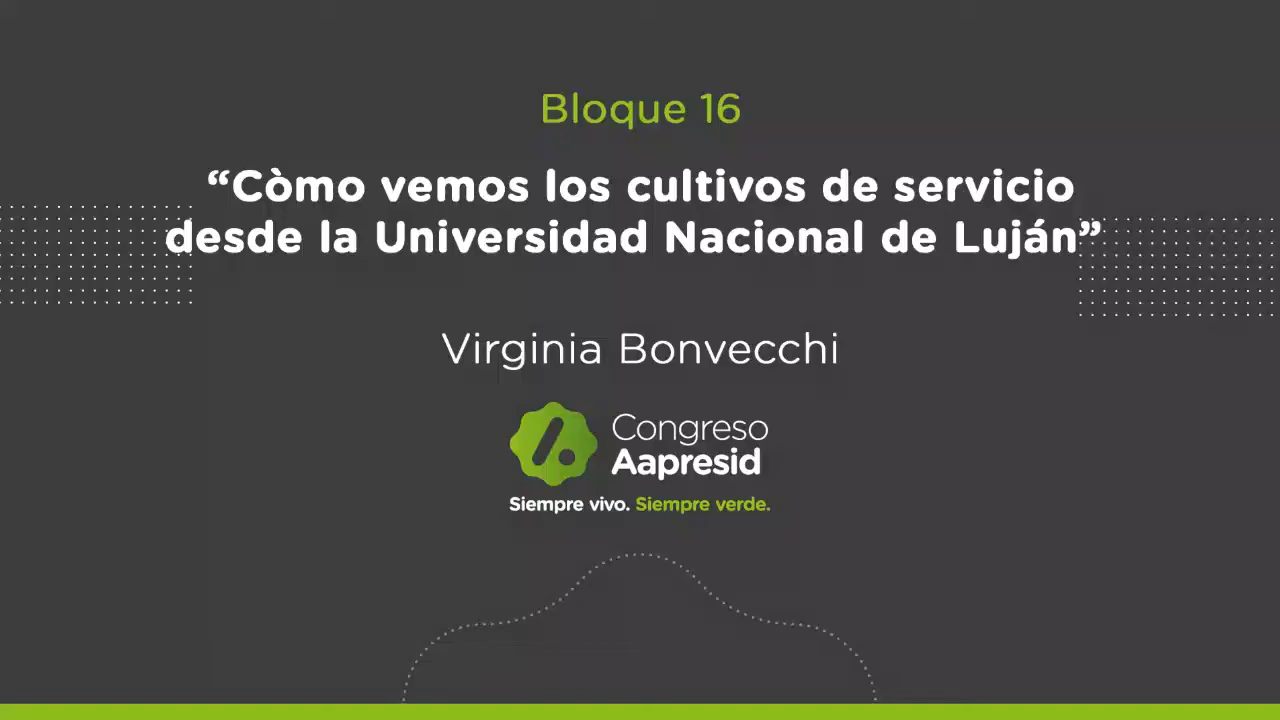 Bloque 16
“Còmo vemos los cultivos de servicio
desde la Universidad Nacional de Luján”
Virginia Bonvecchi
Congreso
Aapresid
Siempre vivo. Siempre verde.